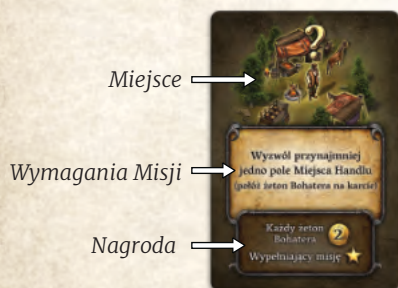 ?
Miejsce
Wyzwól przynajmniej
jedno pole Miejsca Handlu
(połóż żeton Bohatera na karcie)
Wymagania Misji
Każdy żeton
Bohatera 2
Nagroda
Wypełniający misję